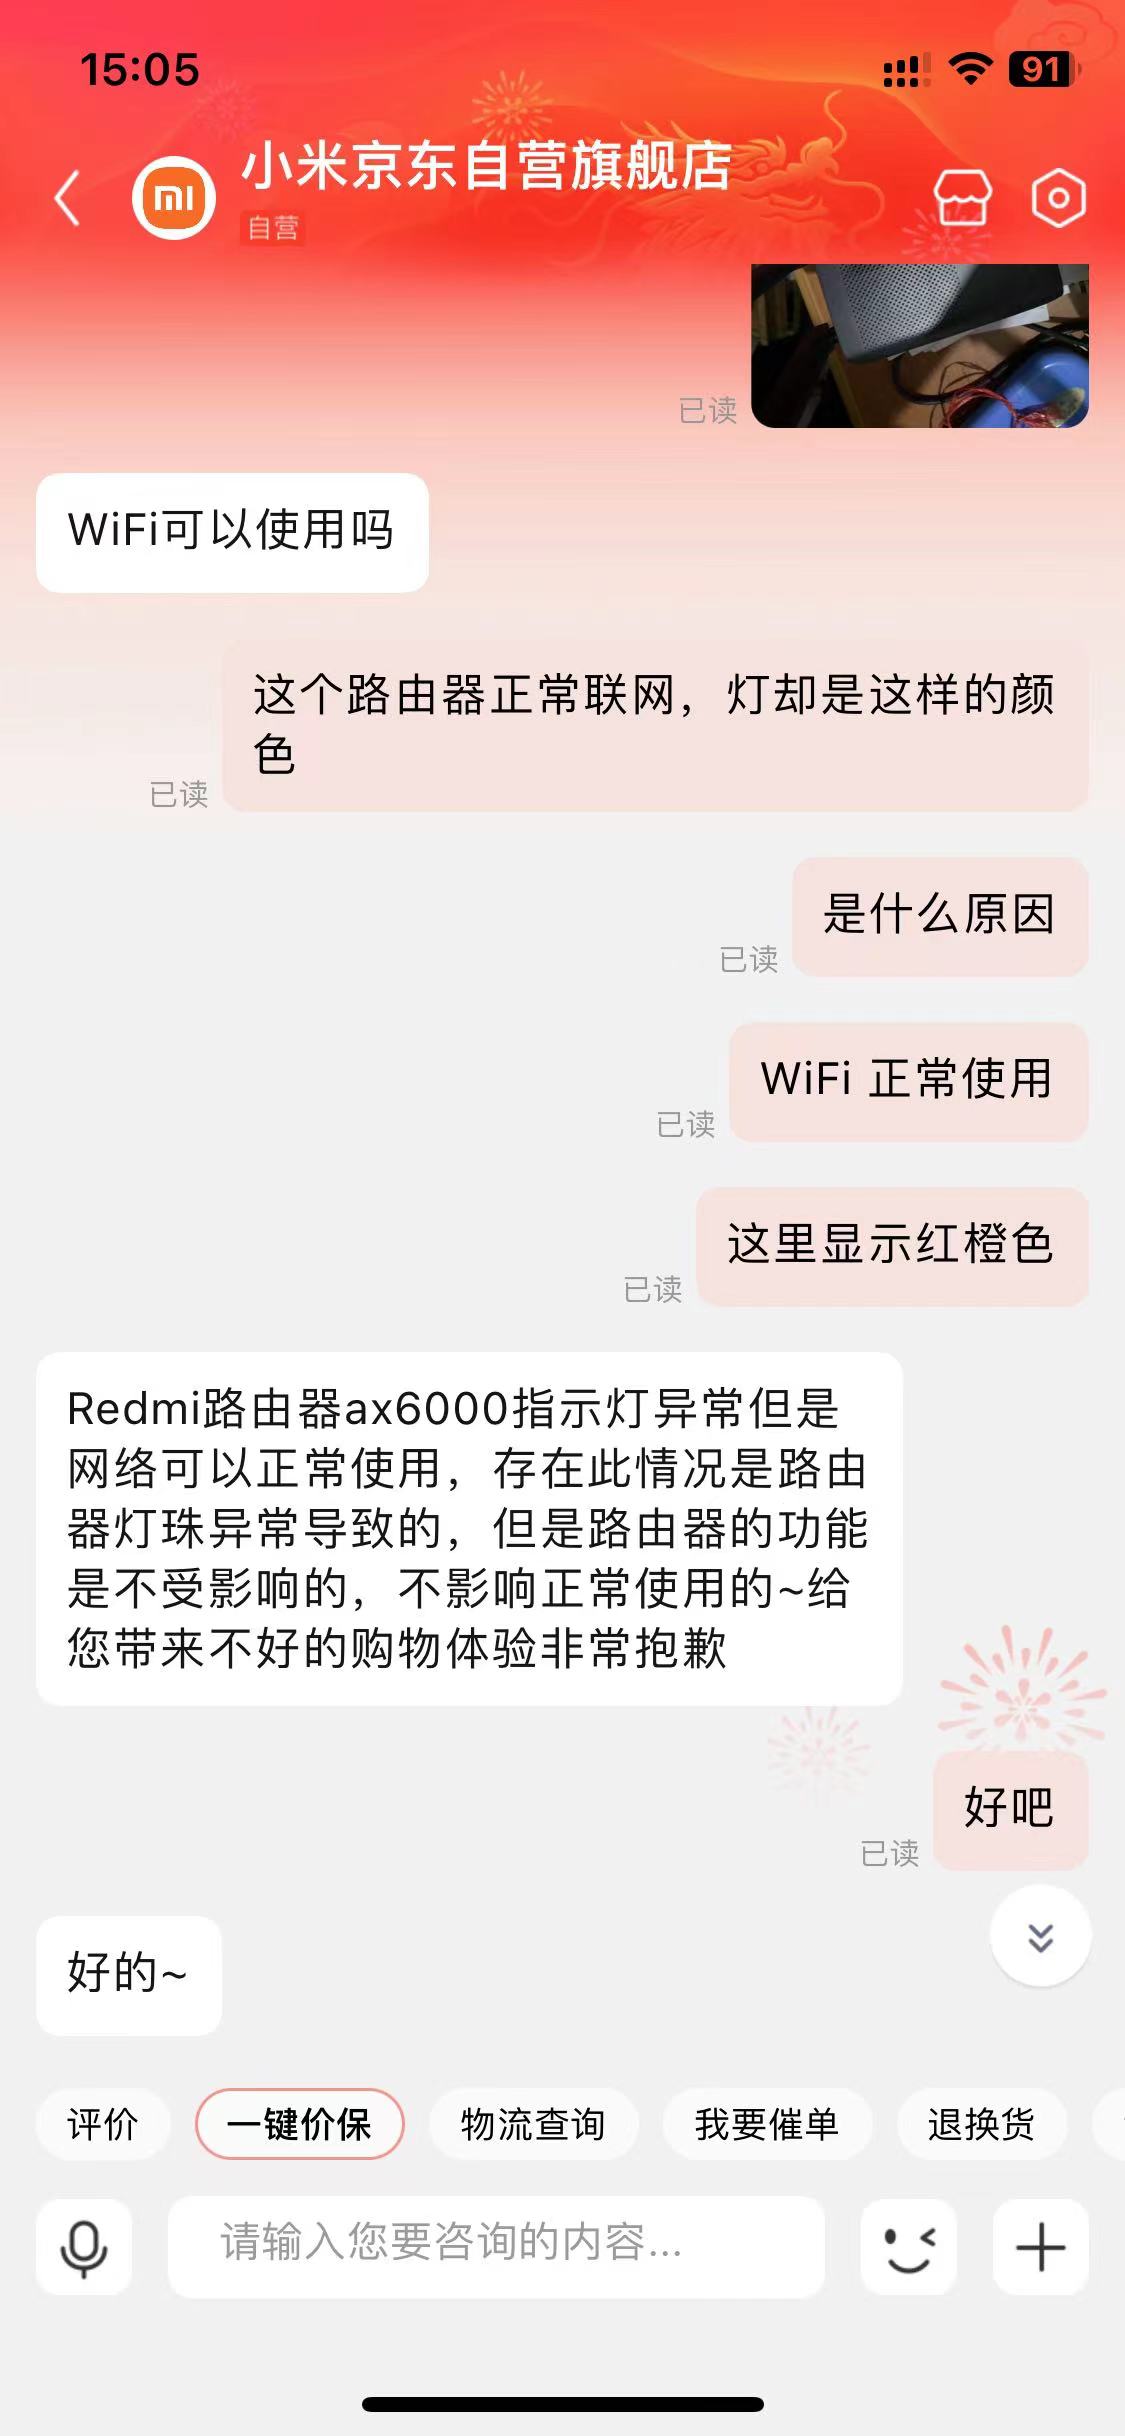 15:05
91
mi
小米京东自营旗舰店
自营
已读
WiFi可以使用吗
这个路由器正常联网，灯却是这样的颜
色
已读
是什么原因
已读
WiFi 正常使用
已读
这里显示红橙色
已读
Redmi路由器ax6000指示灯异常但是
网络可以正常使用，存在此情况是路由
器灯珠异常导致的，但是路由器的功能
是不受影响的，不影响正常使用的~给
您带来不好的购物体验非常抱歉
好吧
已读
好的~
评价 一键价保 物流查询 我要催单 退换货
请输入您要咨询的内容...